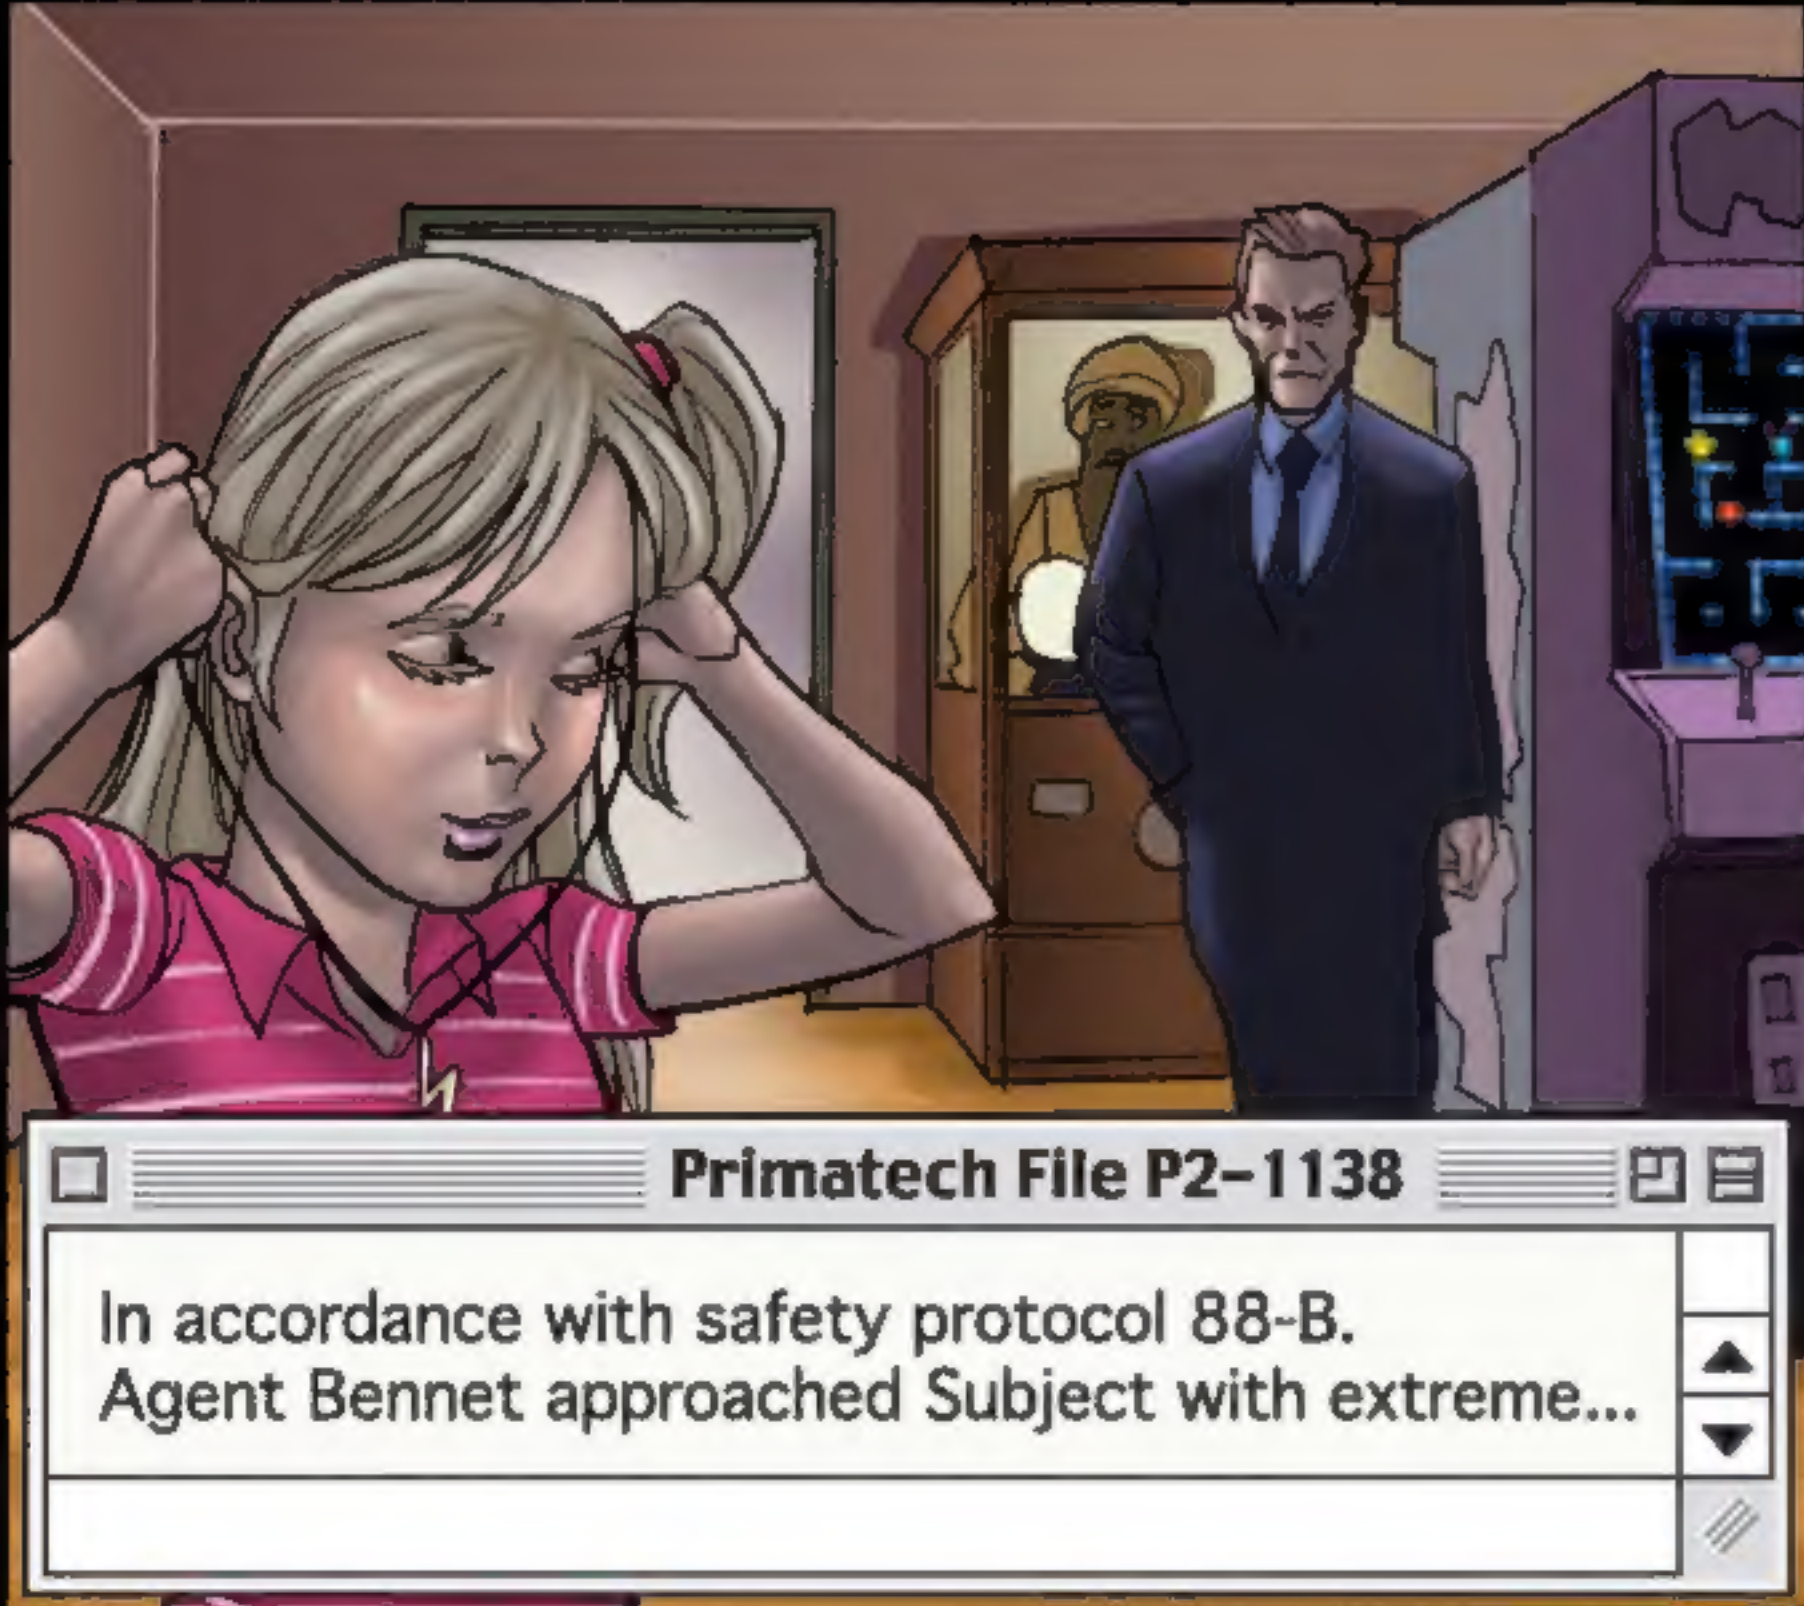 Primatech File P2-1138
In accordance with safety protocol 88-B.
Agent Bennet approached Subject with extreme...